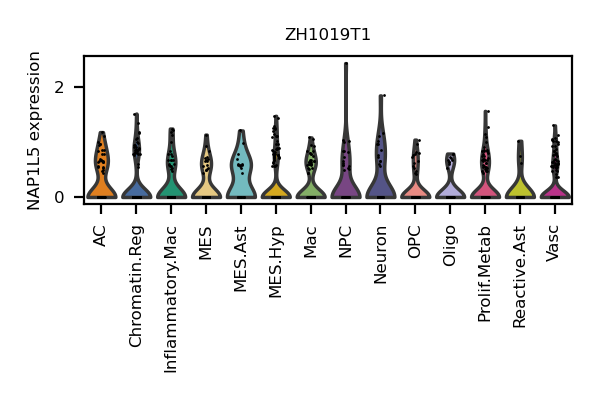 ZH1019T1
NAP1L5 expression
2
0
AC
Chromatin.Reg
Inflammatory.Mac
MES
MES.Ast
MES.Hyp
Mac
NPC
Neuron
OPC
Oligo
Prolif.Metab
Reactive.Ast
Vasc